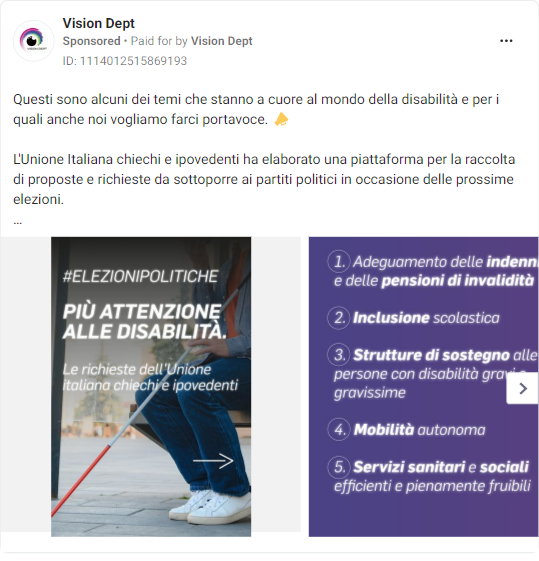 Vision Dept
Sponsored • Paid for by Vision Dept
ID: 1114012515869193
Questi sono alcuni dei temi che stanno a cuore al mondo della disabilità e per i
quali anche noi vogliamo farci portavoce.
L'Unione Italiana chiechi e ipovedenti ha elaborato una piattaforma per la raccolta
di proposte e richieste da sottoporre ai partiti politici in occasione delle prossime
elezioni.
...
#ELEZIONIPOLITICHE
PIÙ ATTENZIONE
ALLE DISABILITÀ.
Le richieste dell'Unione
italiana chiechi e ipovedenti
1. Adeguamento delle indenni
e delle pensioni di invalidità
2. Inclusione scolastica
3. Strutture di sostegno alle
persone con disabilità gravi e
gravissime
4. Mobilità autonoma
5. Servizi sanitari e sociali
efficienti e pienamente fruibili